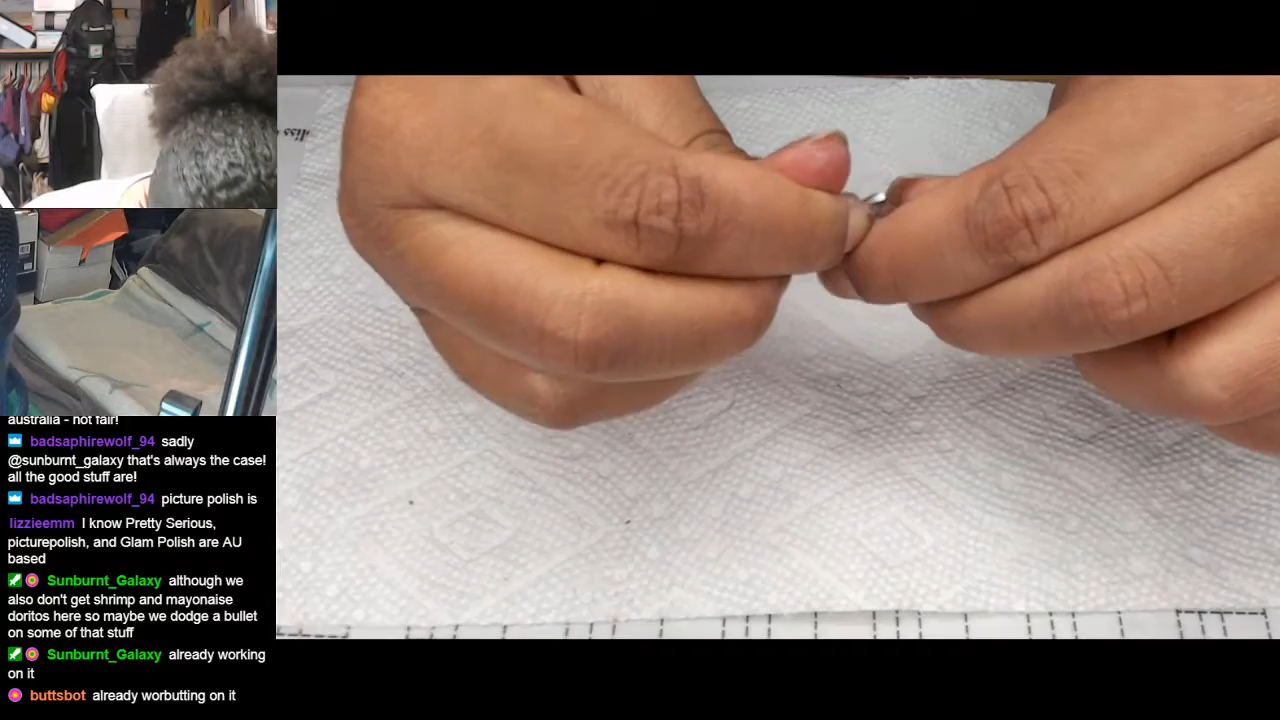 australia - not fair!
badsaphirewolf_94 sadly
@sunburnt_galaxy that's always the case!
all the good stuff are!
badsaphirewolf_94 picture polish is
lizzieemm I know Pretty Serious,
picturepolish, and Glam Polish are AU
based
Sunburnt_Galaxy although we
also don't get shrimp and mayonaise
doritos here so maybe we dodge a bullet
on some of that stuff
Sunburnt_Galaxy already working
on it
buttsbot already worbutting on it